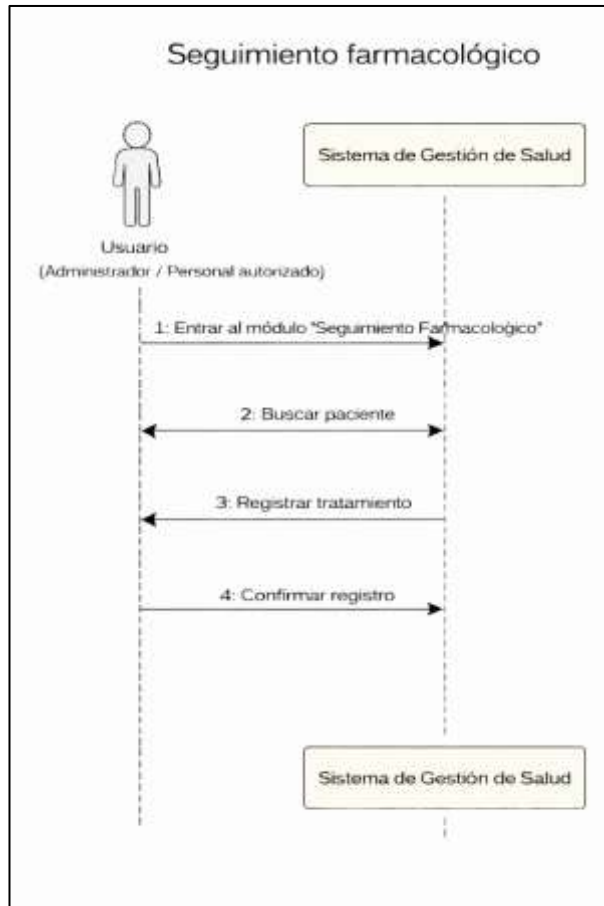 Seguimiento farmacológico
Sistema de Gestión de Salud
Usuario
(Administrador / Personal autorizado)
1: Entrar al módulo "Seguimiento Farmacológico"
2: Buscar paciente
3: Registrar tratamiento
4: Confirmar registro
Sistema de Gestión de Salud